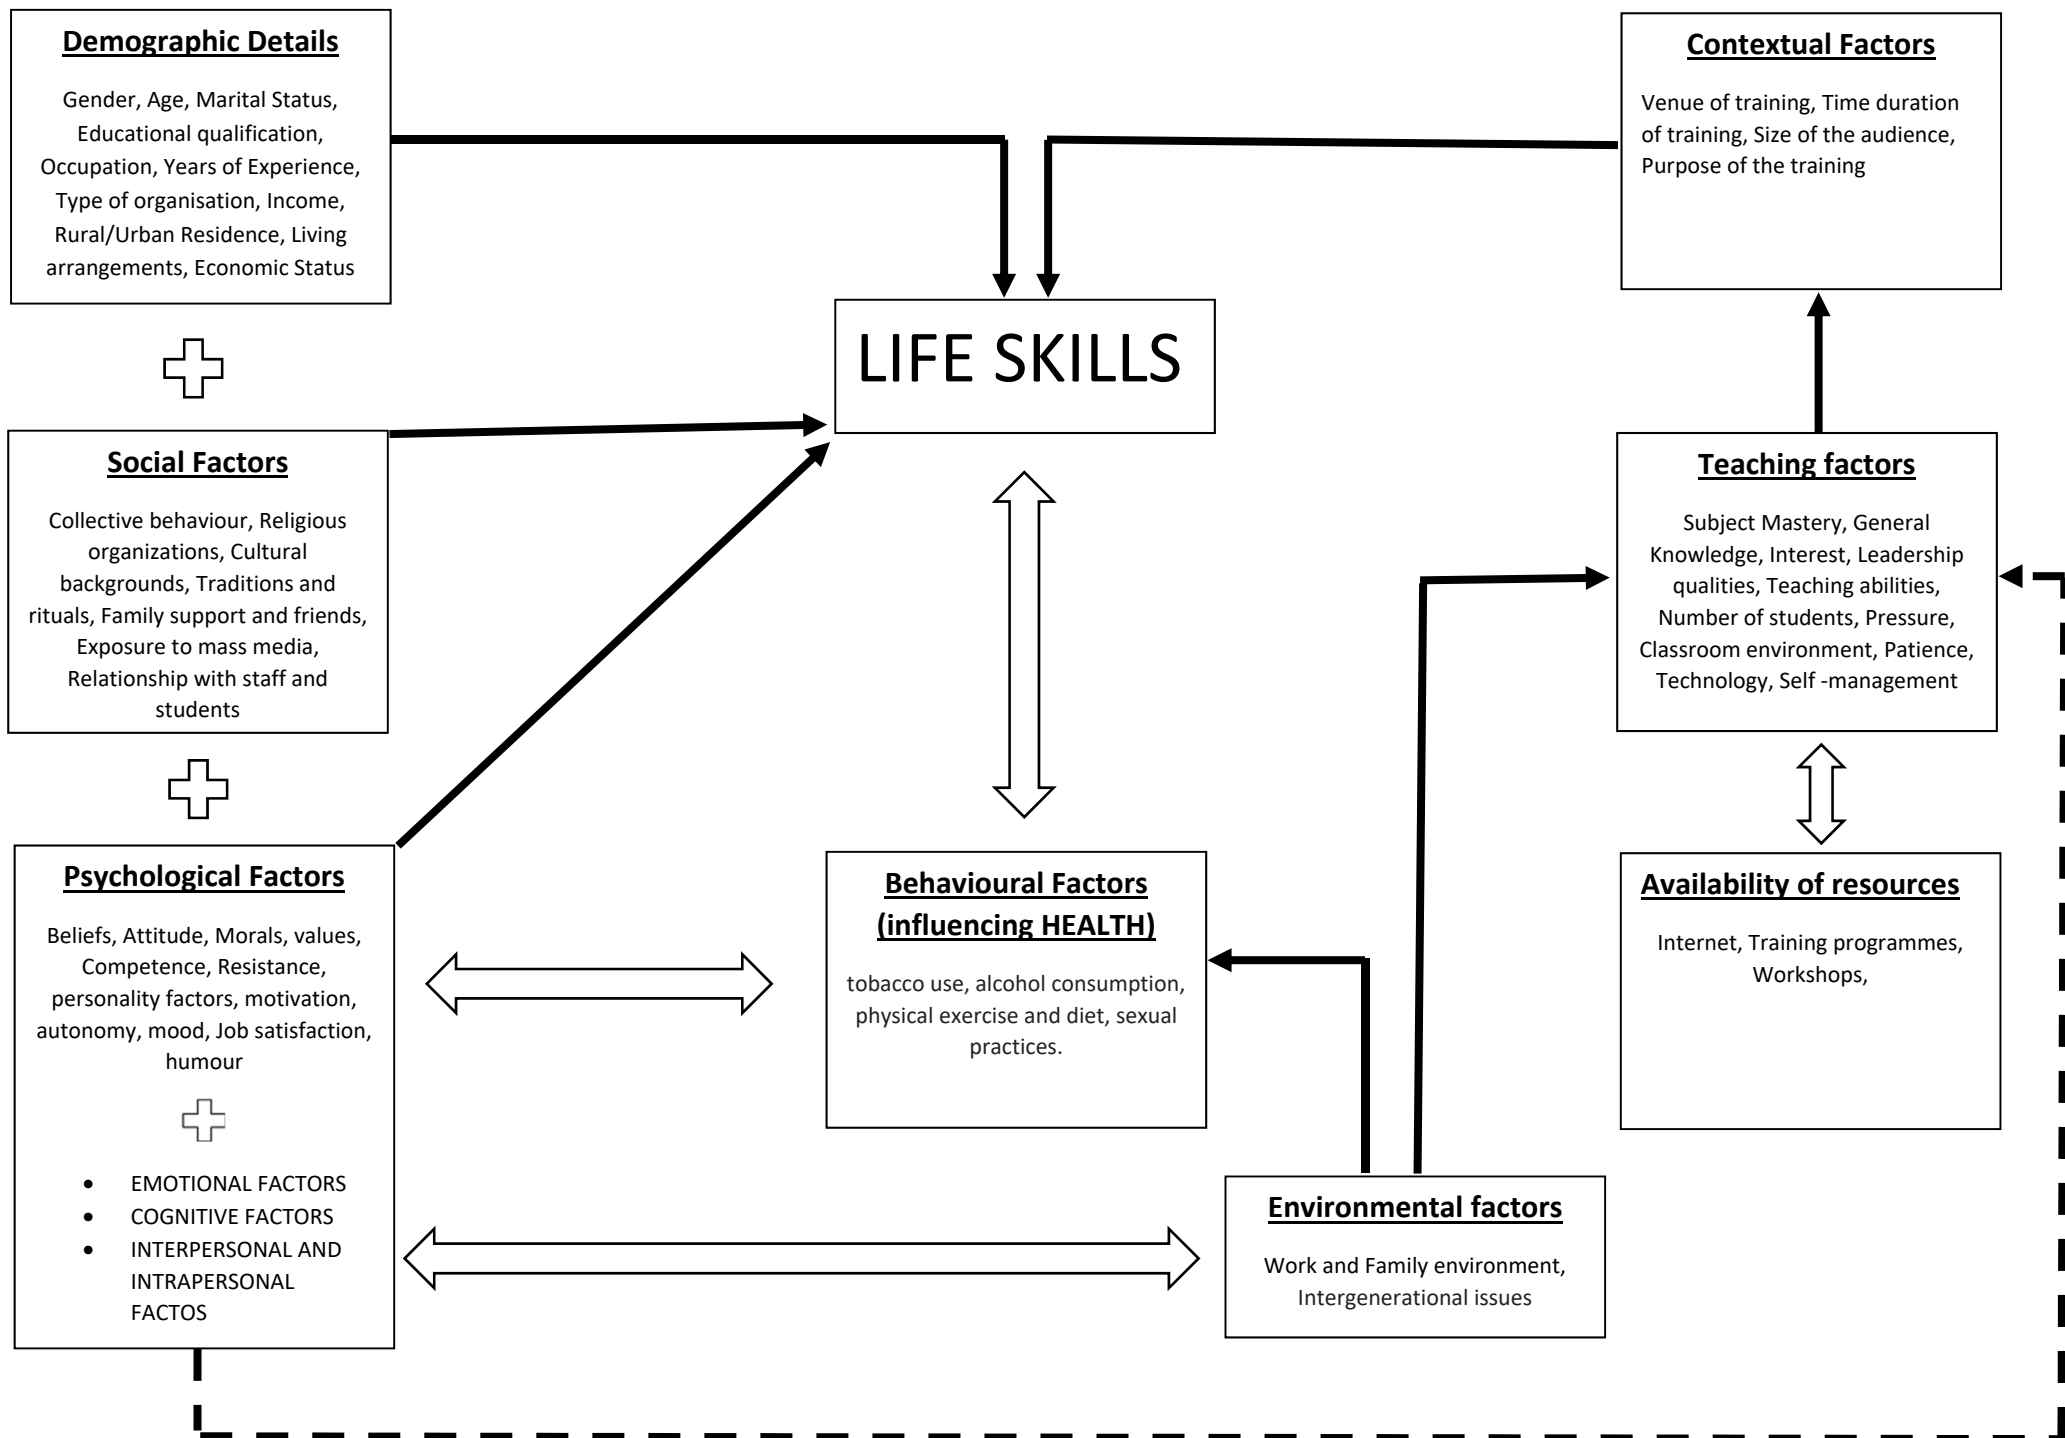 Demographic Details
Gender, Age, Marital Status,
Educational qualification,
Occupation, Years of Experience,
Type of organisation, Income,
Rural/Urban Residence, Living
arrangements, Economic Status
Contextual Factors
Venue of training, Time duration
of training, Size of the audience,
Purpose of the training
LIFE SKILLS
Social Factors
Collective behaviour, Religious
organizations, Cultural
backgrounds, Traditions and
rituals, Family support and friends,
Exposure to mass media,
Relationship with staff and
students
Teaching factors
Subject Mastery, General
Knowledge, Interest, Leadership
qualities, Teaching abilities,
Number of students, Pressure,
Classroom environment, Patience,
Technology, Self -management
Psychological Factors
Beliefs, Attitude, Morals, values,
Competence, Resistance,
personality factors, motivation,
autonomy, mood, Job satisfaction,
humour
• EMOTIONAL FACTORS
• COGNITIVE FACTORS
• INTERPERSONAL AND
INTRAPERSONAL
FACTOS
Behavioural Factors
(influencing HEALTH)
tobacco use, alcohol consumption,
physical exercise and diet, sexual
practices.
Availability of resources
Internet, Training programmes,
Workshops,
Environmental factors
Work and Family environment,
Intergenerational issues